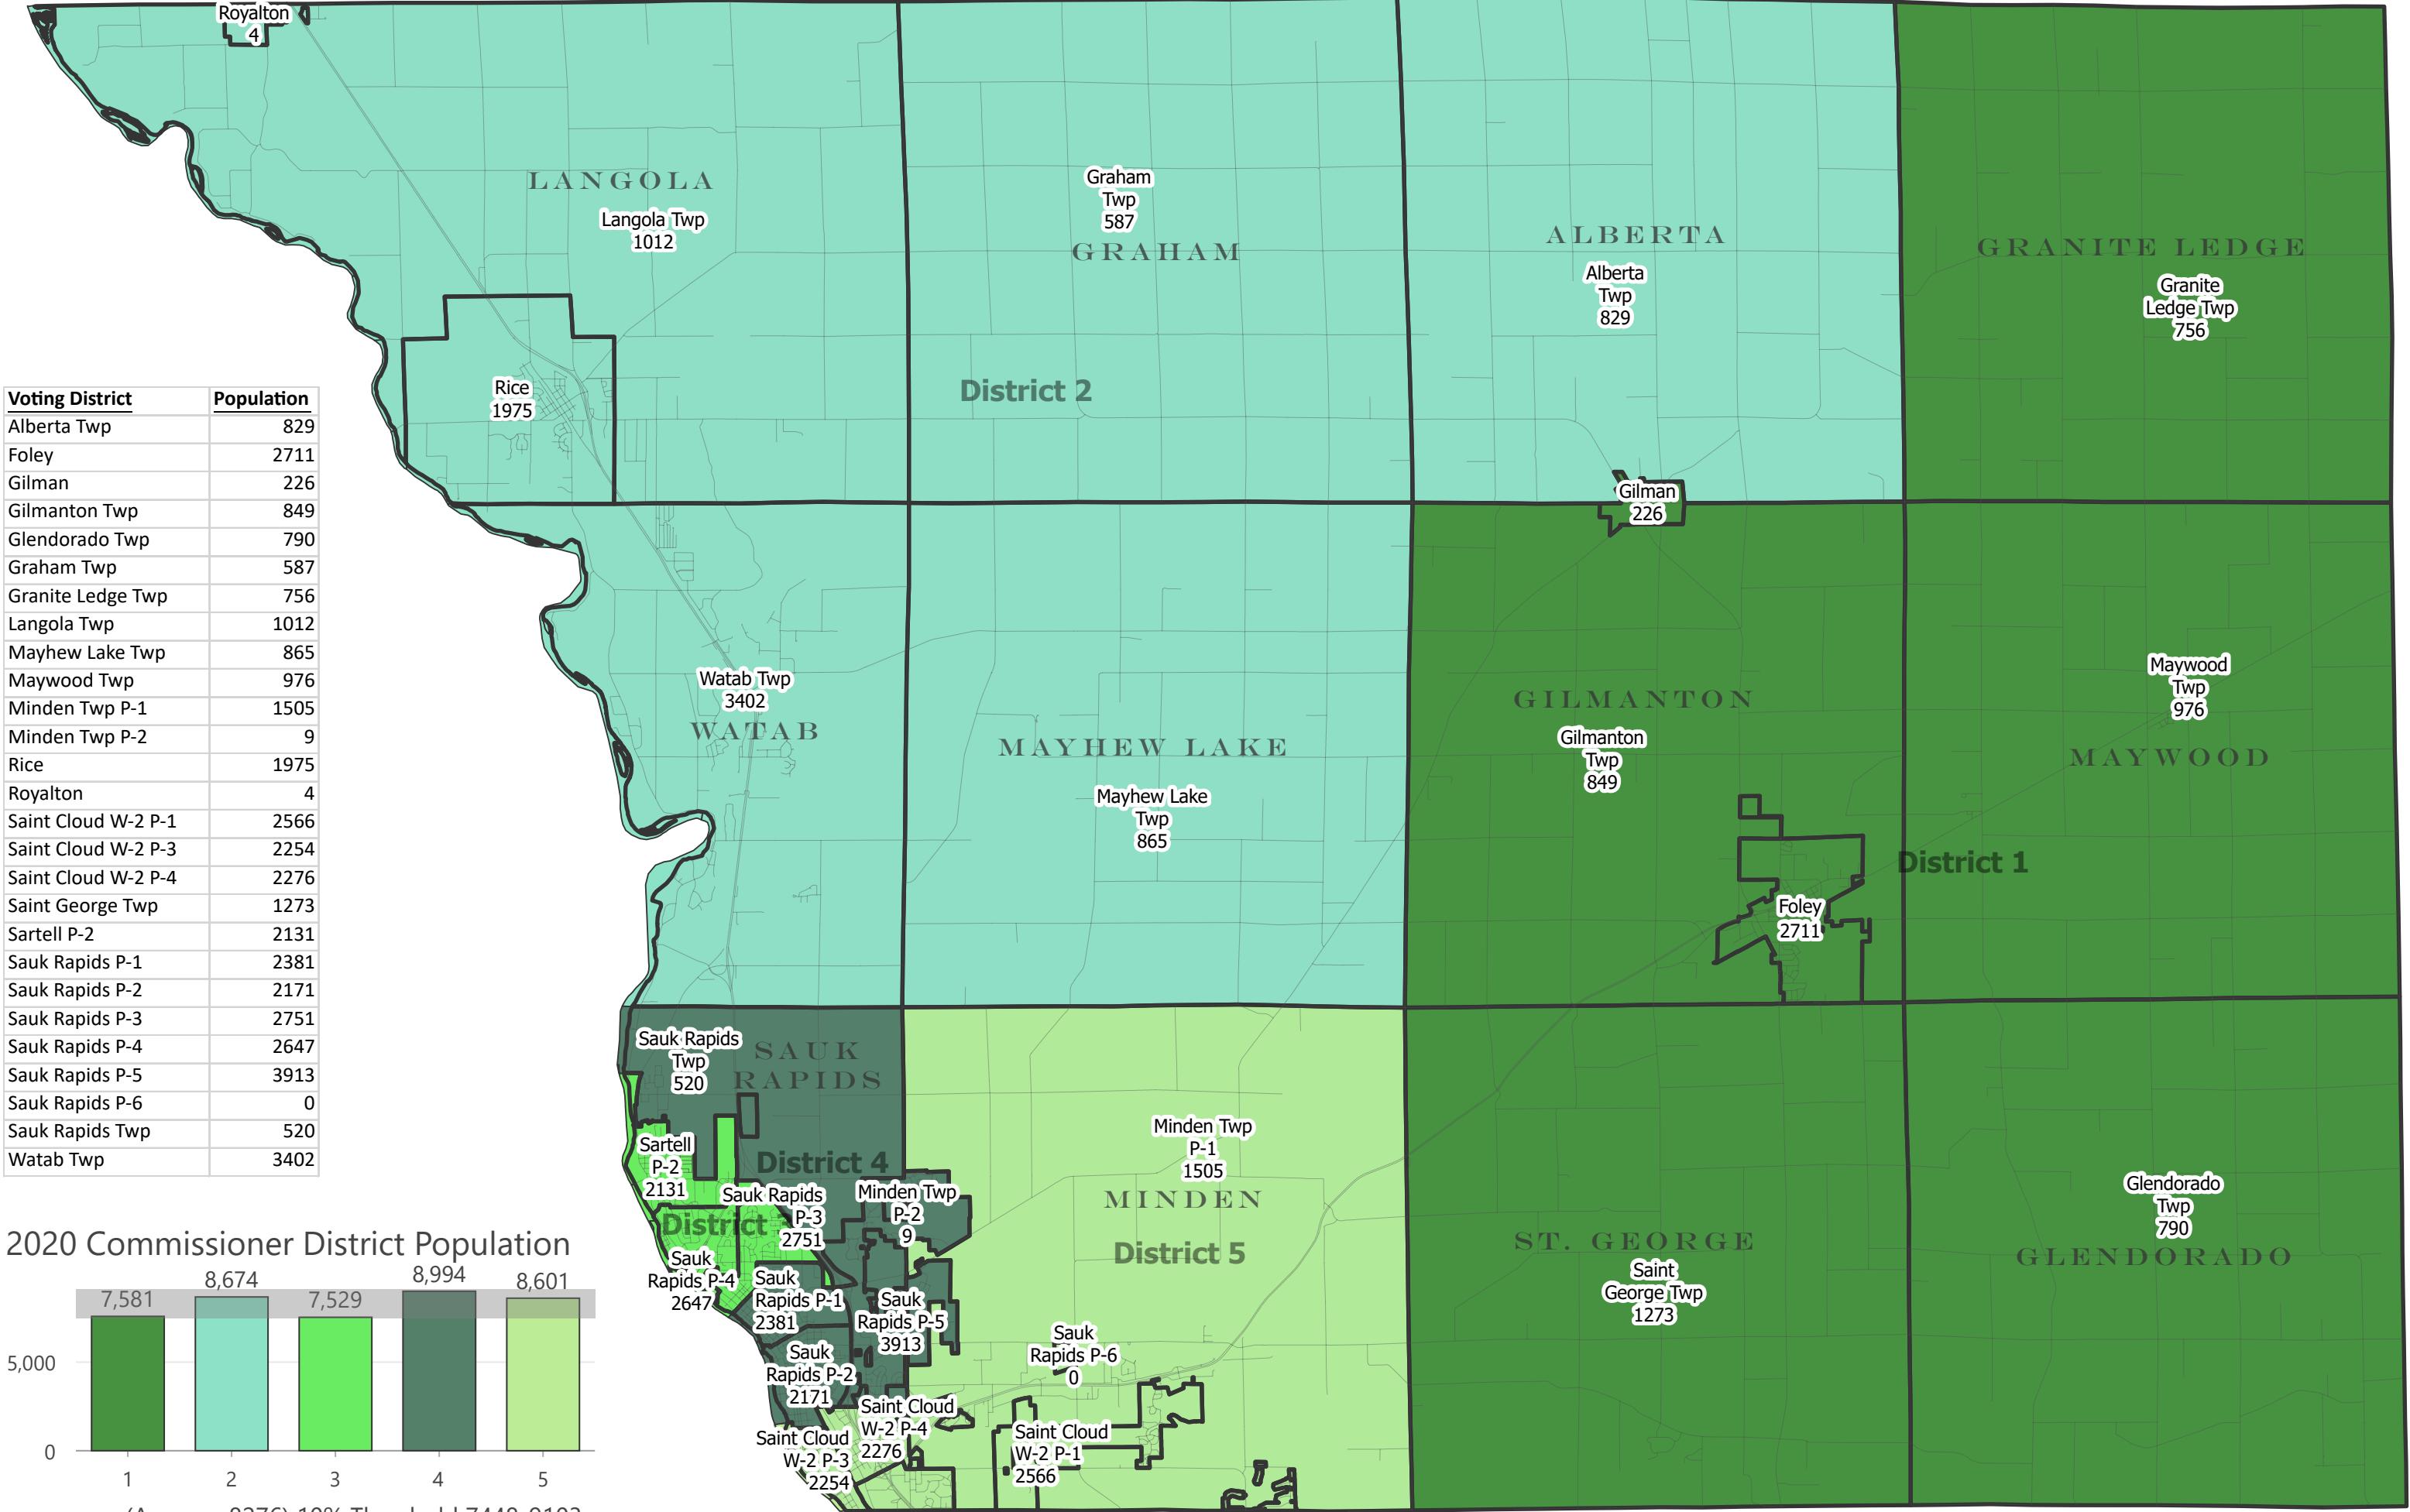 Royalton
4
LANGOLA
Langola Twp
1012
Graham
Twp
587
GRAHAM
ALBERTA
Alberta
Twp
829
GRANITE LEDGE
Granite
Ledge Twp
756
Rice
1975
District 2
Gilman
226
Watab Twp
3402
WATAB
MAYHEW LAKE
Mayhew Lake
Twp
865
GILMANTON
Gilmanton
Twp
849
Maywood
Twp
976
MAYWOOD
District 1
Foley
2711
Voting District Population
Alberta Twp 829
Foley 2711
Gilman 226
Gilmanton Twp 849
Glendorado Twp 790
Graham Twp 587
Granite Ledge Twp 756
Langola Twp 1012
Mayhew Lake Twp 865
Maywood Twp 976
Minden Twp P-1 1505
Minden Twp P-2 9
Rice 1975
Royalton 4
Saint Cloud W-2 P-1 2566
Saint Cloud W-2 P-3 2254
Saint Cloud W-2 P-4 2276
Saint George Twp 1273
Sartell P-2 2131
Sauk Rapids P-1 2381
Sauk Rapids P-2 2171
Sauk Rapids P-3 2751
Sauk Rapids P-4 2647
Sauk Rapids P-5 3913
Sauk Rapids P-6 0
Sauk Rapids Twp 520
Watab Twp 3402
Sauk Rapids
Twp
520
SAUK
RAPIDS
Sartell
P-2
2131
District 4
Sauk Rapids
P-3
2751
Minden Twp
P-2
9
District
Sauk
Rapids P-4
2647
Sauk
Rapids P-1
2381
Sauk
Rapids P-5
3913
Sauk
Rapids P-2
2171
Saint Cloud
W-2 P-4
2276
Saint Cloud
W-2 P-3
2254
Minden Twp
P-1
1505
MINDEN
District 5
Sauk
Rapids P-6
0
Saint Cloud
W-2 P-1
2566
ST. GEORGE
Saint
George Twp
1273
Glendorado
Twp
790
GLENDORADO
2020 Commissioner District Population
7,581 8,674 7,529 8,994 8,601
5,000
0
1 2 3 4 5
8276) 10% Threshold 7448-9103